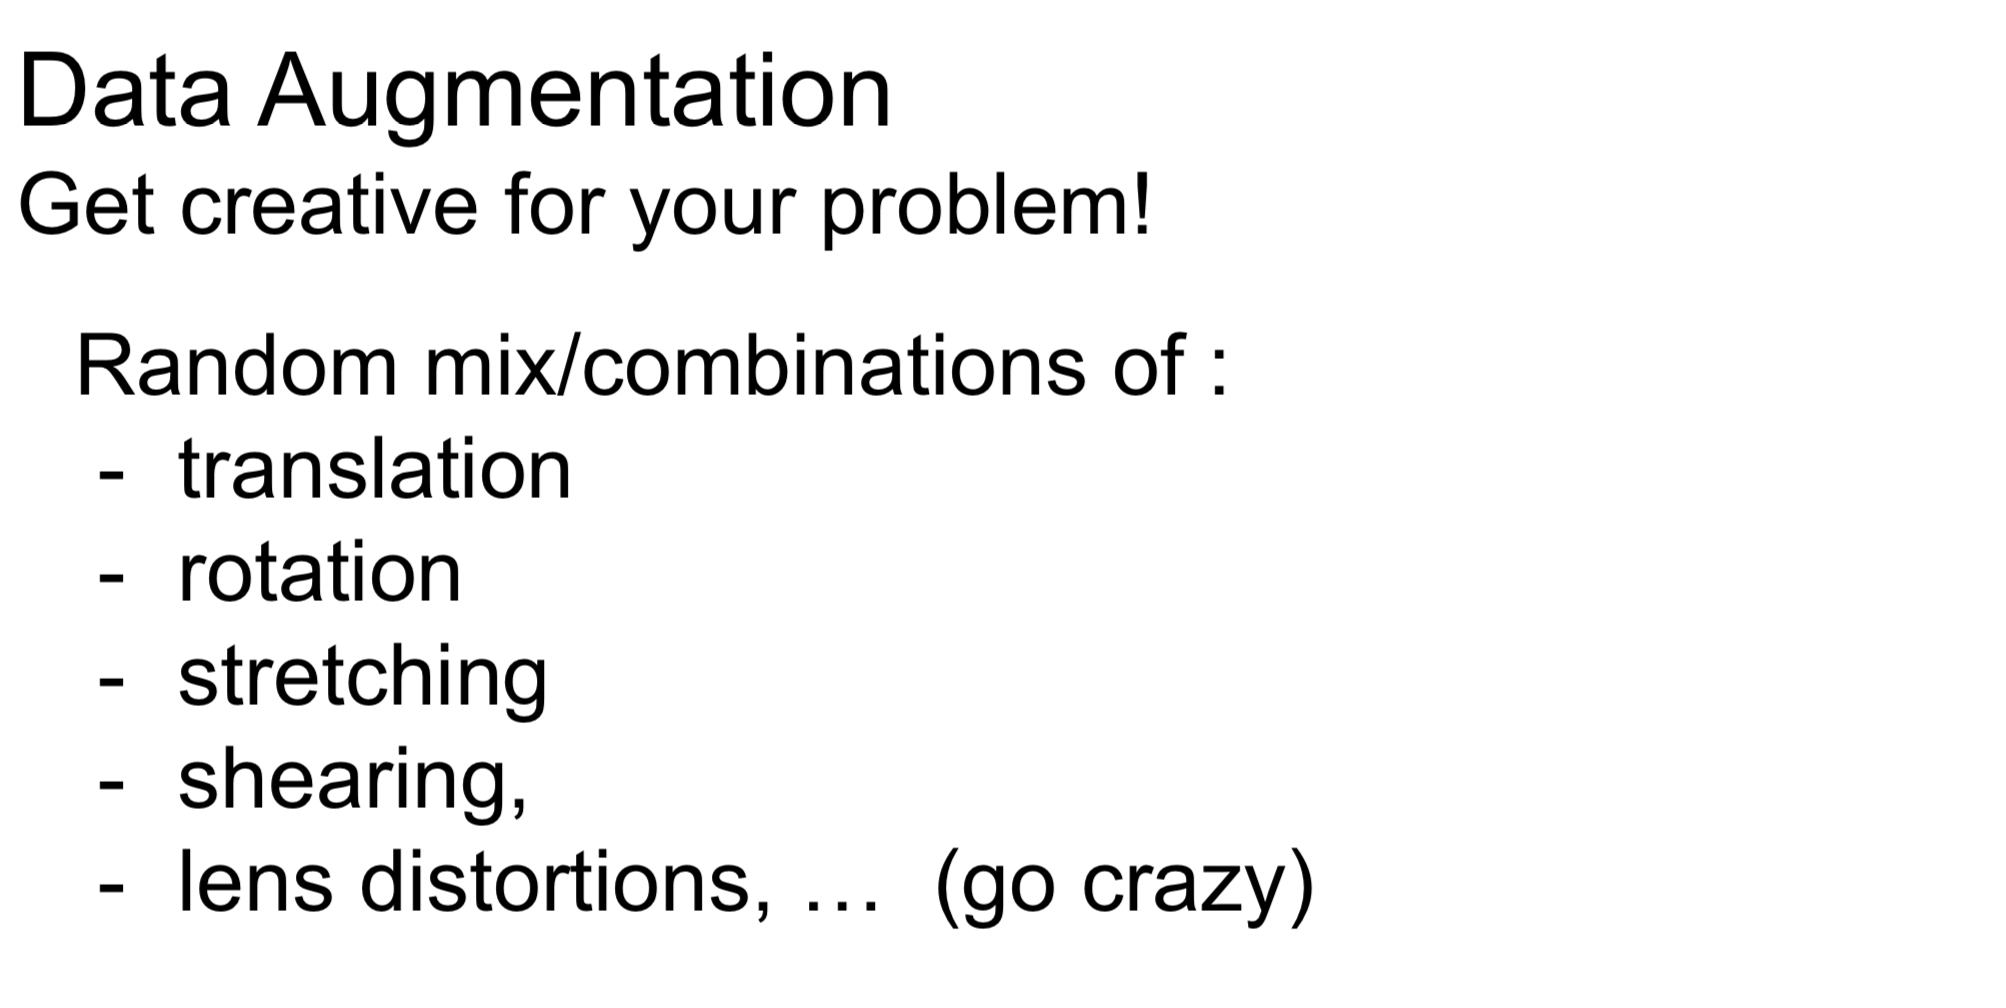 Data Augmentation
Get creative for your problem!
Random mix/combinations of :
- translation
- rotation
- stretching
- shearing,
- lens distortions, … (go crazy)